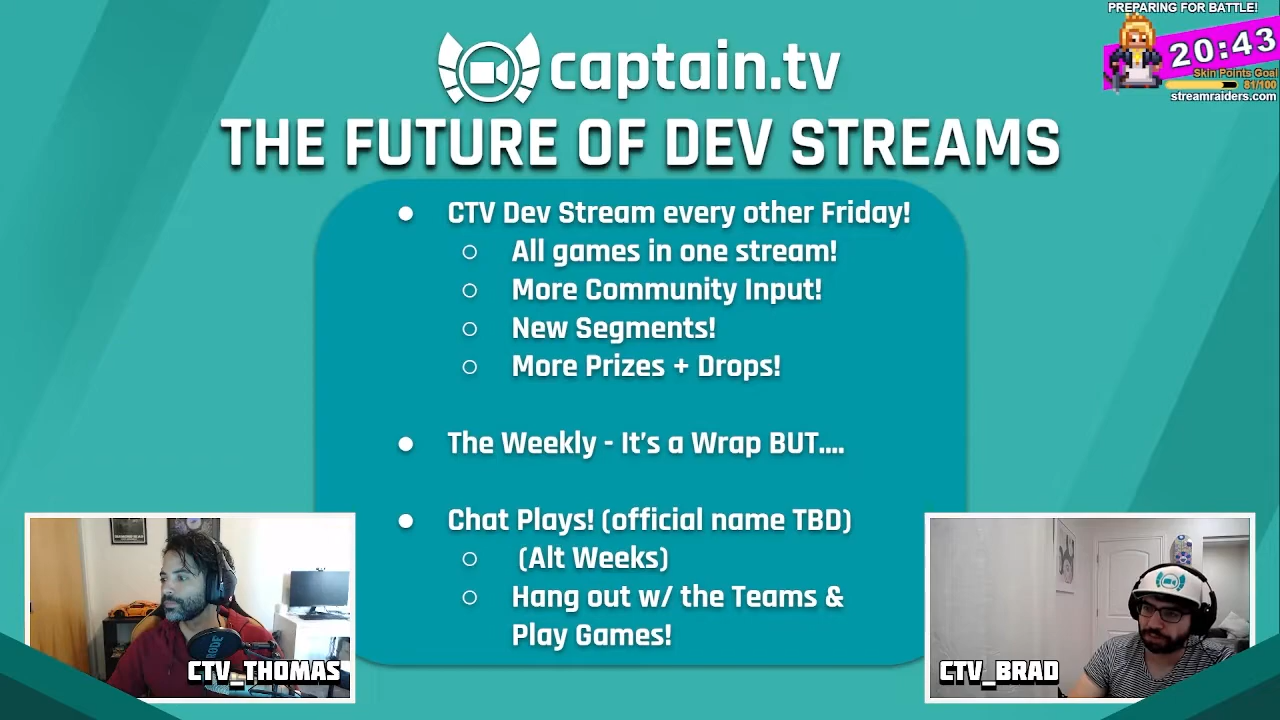 PREPARING FOR BATTLE!
20:43
Skin Points Goal
81/100
streamraiders.com
captain.tv
THE FUTURE OF DEV STREAMS
● CTV Dev Stream every other Friday!
○ All games in one stream!
○ More Community Input!
○ New Segments!
○ More Prizes + Drops!
● The Weekly - It's a Wrap BUT....
● Chat Plays! (official name TBD)
○ (Alt Weeks)
○ Hang out w/ the Teams &
Play Games!
RODE
CTV_THOMAS
CTV_BRAD